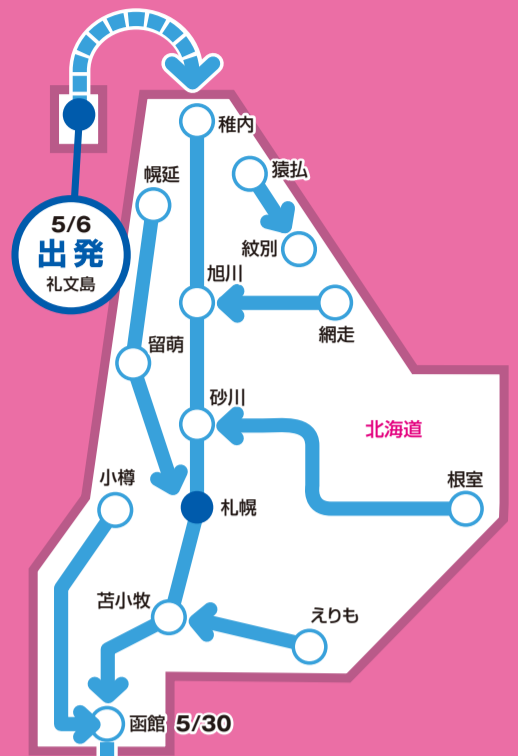 稚内
猿払
幌延
5/6
出発
礼文島
紋別
旭川
網走
留萌
砂川
北海道
小樽
根室
札幌
苫小牧
えりも
函館 5/30